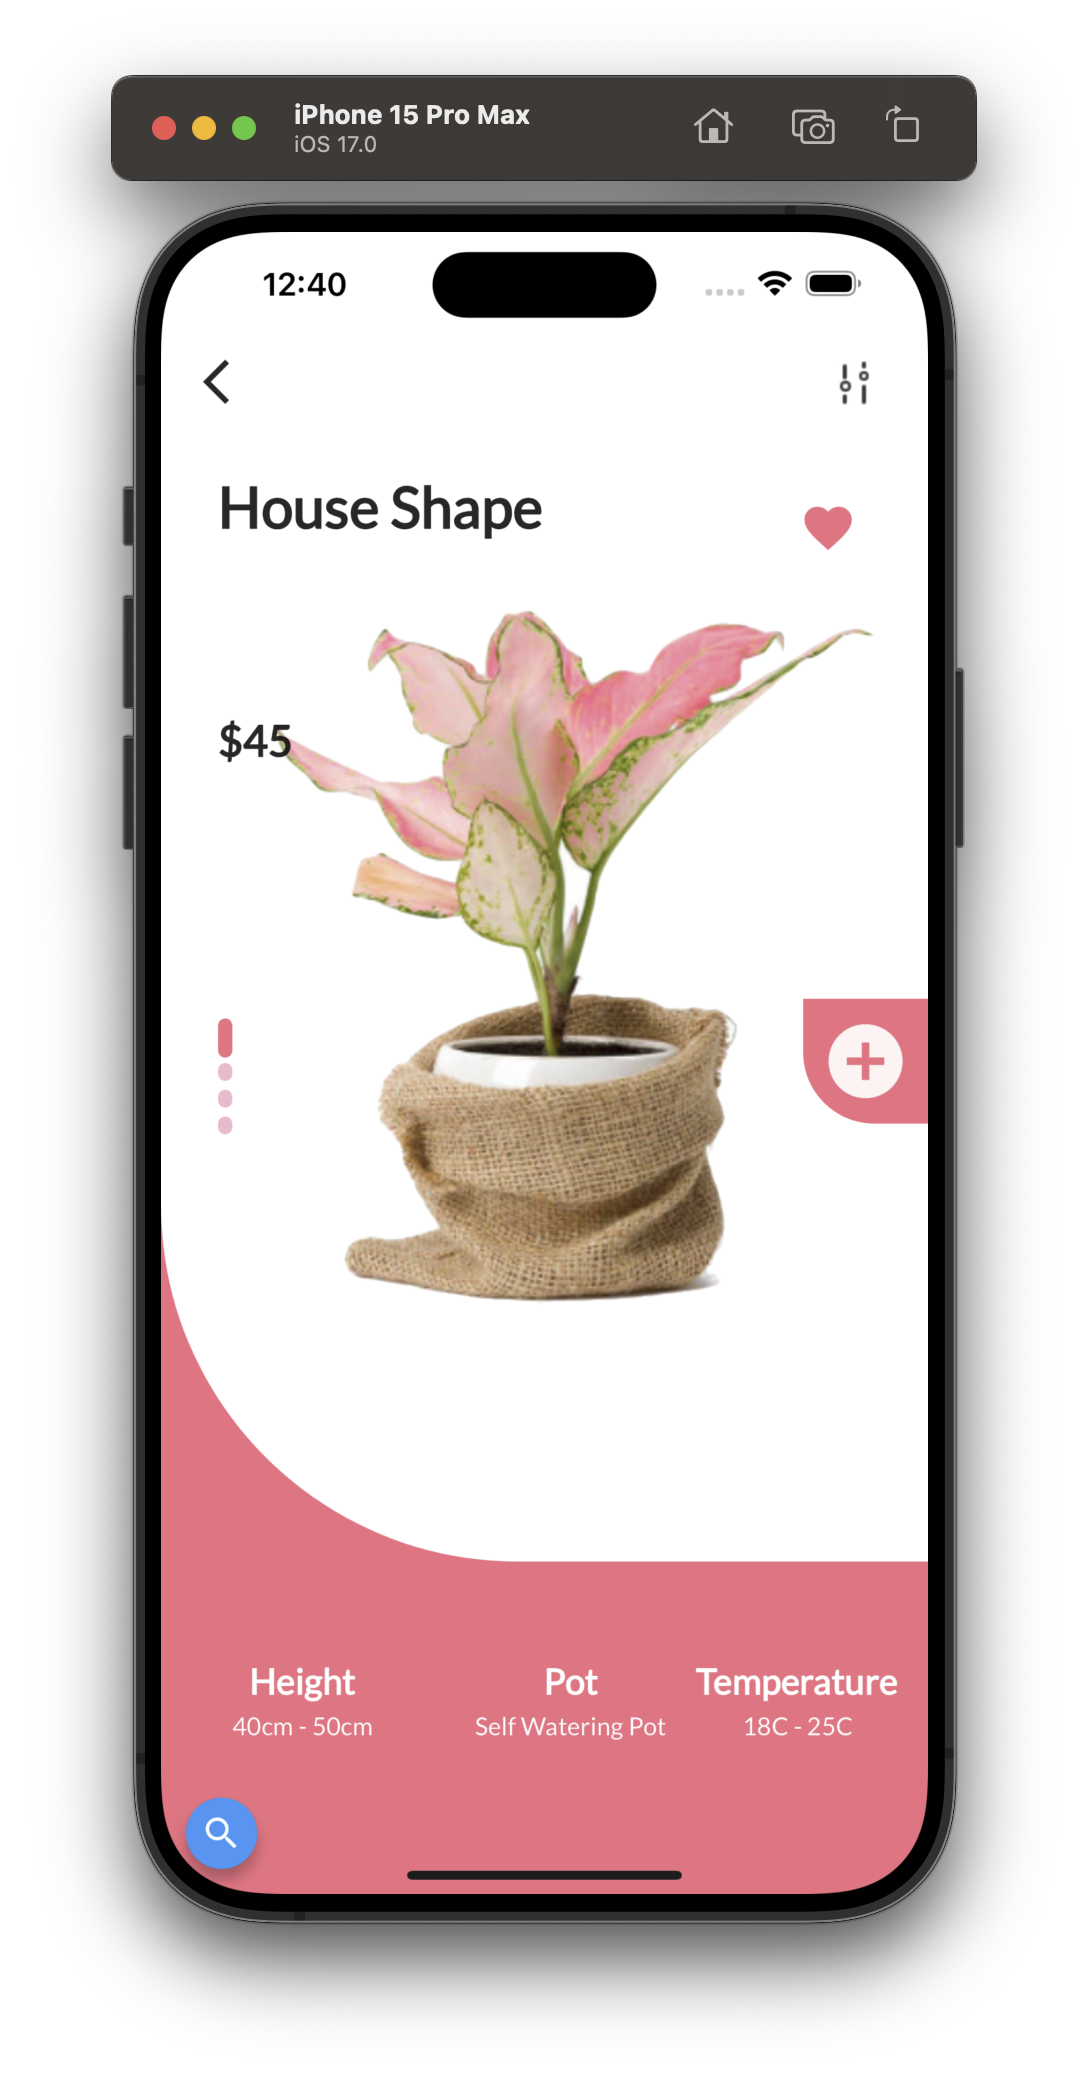 iPhone 15 Pro Max
iOS 17.0
12:40
House Shape
$45
Height
40cm - 50cm
Pot
Self Watering Pot
Temperature
18C - 25C